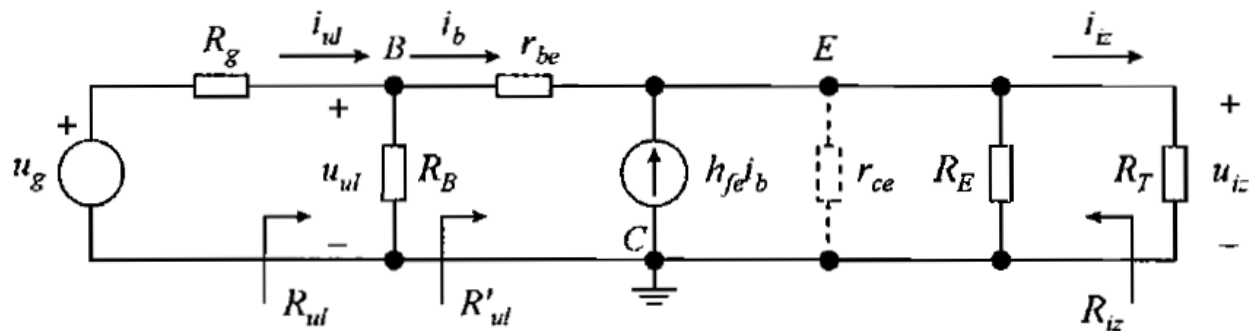 i_ul i_b i_iz
R_g B r_be E
+ + +
u_g u_ul R_B h_fe i_b r_ce R_E R_T u_iz
− C −
R_ul R'_ul R_iz